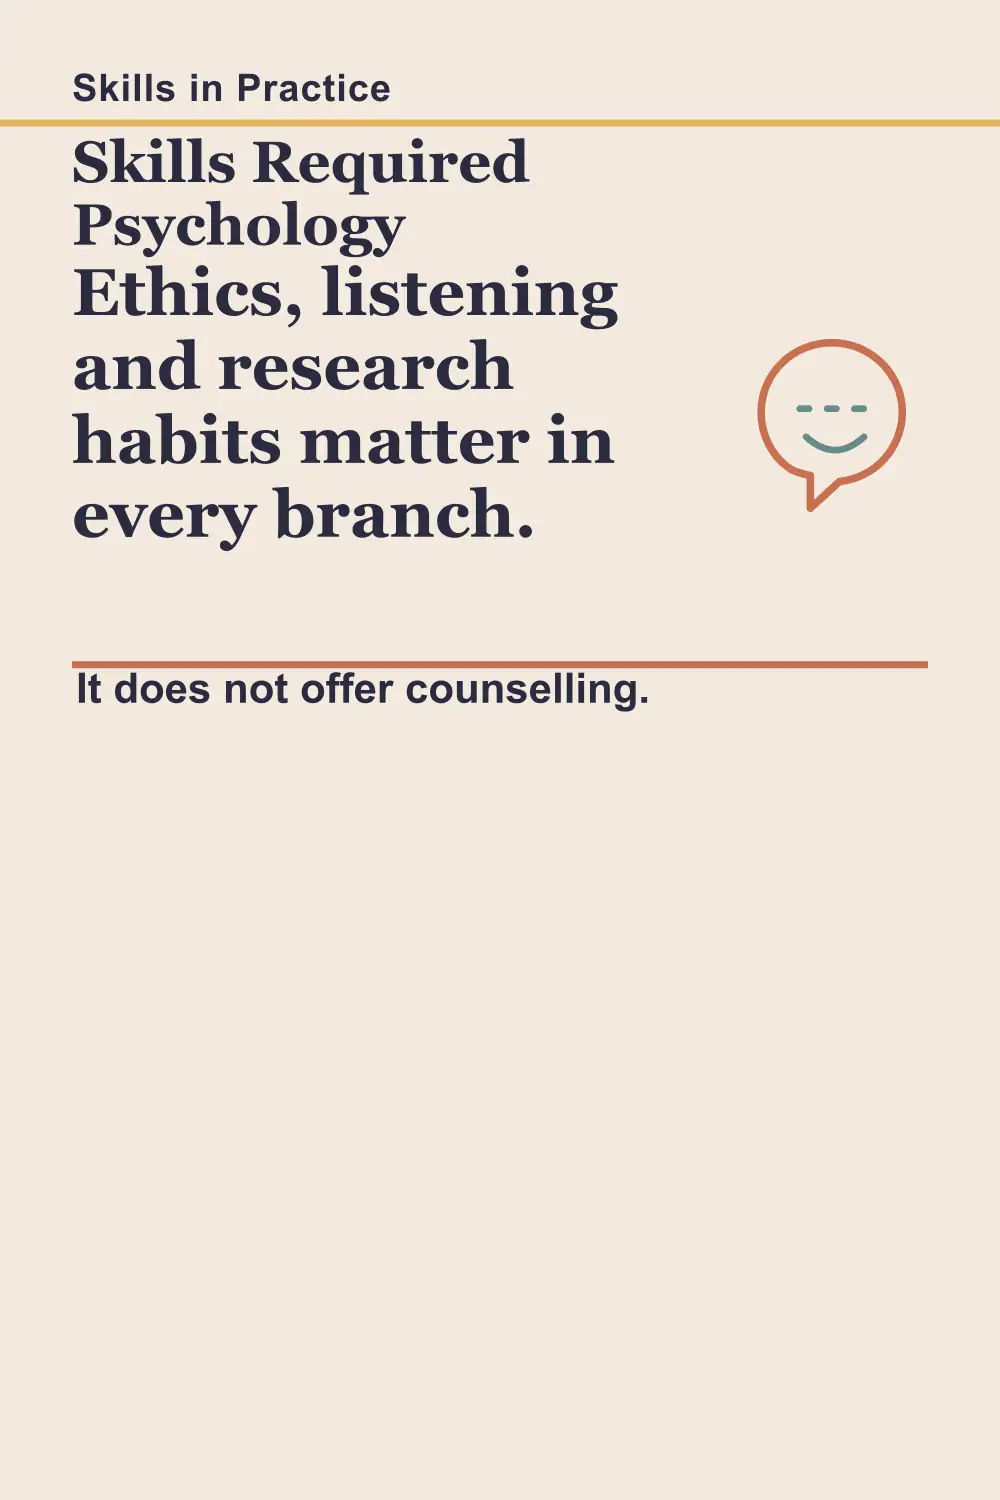 Skills in Practice
Skills Required
Psychology
Ethics, listening
and research
habits matter in
every branch.
It does not offer counselling.